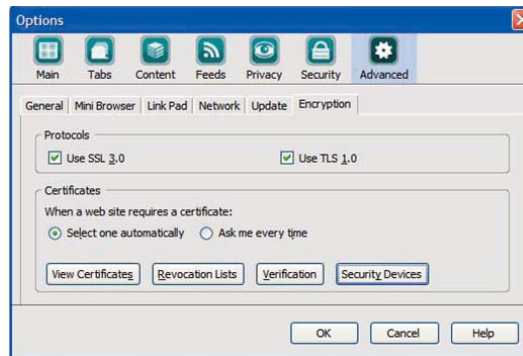 Options
Main Tabs Content Feeds Privacy Security Advanced
General Mini Browser Link Pad Network Update Encryption
Protocols
Use SSL 3.0 Use TLS 1.0
Certificates
When a web site requires a certificate:
Select one automatically Ask me every time
View Certificates Revocation Lists Verification Security Devices
OK Cancel Help